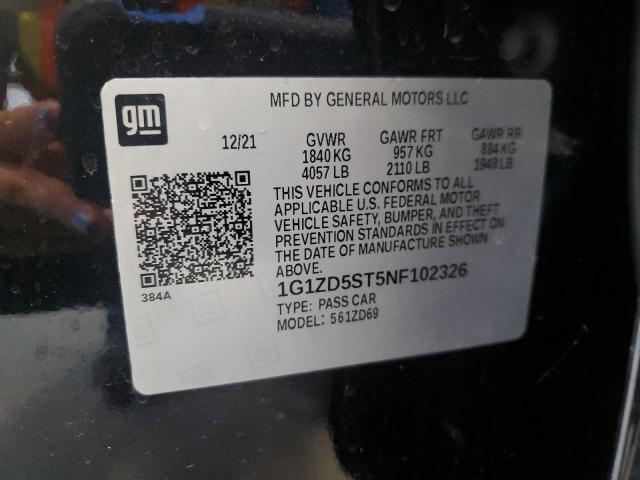 gm
MFD BY GENERAL MOTORS LLC
12/21 GVWR GAWR FRT GAWR RR
1840 KG 957 KG 884 KG
4057 LB 2110 LB 1948 LB
THIS VEHICLE CONFORMS TO ALL
APPLICABLE U.S. FEDERAL MOTOR
VEHICLE SAFETY, BUMPER, AND THEFT
PREVENTION STANDARDS IN EFFECT ON
THE DATE OF MANUFACTURE SHOWN
ABOVE.
384A
1G1ZD5ST5NF102326
TYPE: PASS CAR
MODEL: 561ZD69